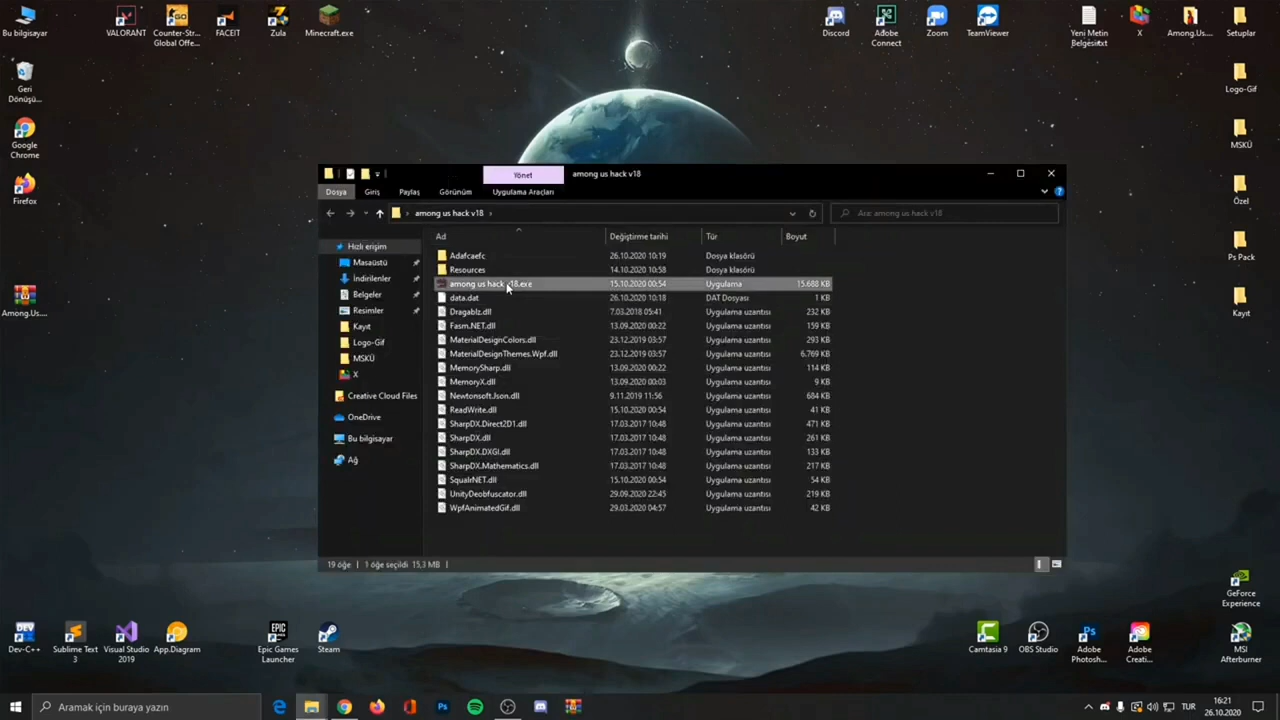 Bu bilgisayar
VALORANT
Counter-Str...
Global Offe...
FACEIT
Zula
Minecraft.exe
Discord
Adobe
Connect
Zoom
TeamViewer
Yeni Metin
Belgesi.txt
X
Among.Us....
Setuplar
Geri
Dönüşü...
Logo-Gif
Google
Chrome
MSKÜ
Firefox
Özel
Ps Pack
Among.Us....
Kayıt
Yönet
among us hack v18
Dosya
Giriş
Paylaş
Görünüm
Uygulama Araçları
among us hack v18
Ara: among us hack v18
Ad
Değiştirme tarihi
Tür
Boyut
Hızlı erişim
Masaüstü
İndirilenler
Belgeler
Resimler
Kayıt
Logo-Gif
MSKÜ
X
Creative Cloud Files
OneDrive
Bu bilgisayar
Ağ
Adafcaefc 26.10.2020 10:19 Dosya klasörü
Resources 14.10.2020 10:58 Dosya klasörü
among us hack v18.exe 15.10.2020 00:54 Uygulama 15.688 KB
data.dat 26.10.2020 10:18 DAT Dosyası 1 KB
Dragablz.dll 7.03.2018 05:41 Uygulama uzantısı 232 KB
Fasm.NET.dll 13.09.2020 00:22 Uygulama uzantısı 159 KB
MaterialDesignColors.dll 23.12.2019 03:57 Uygulama uzantısı 293 KB
MaterialDesignThemes.Wpf.dll 23.12.2019 03:57 Uygulama uzantısı 6.769 KB
MemorySharp.dll 13.09.2020 00:22 Uygulama uzantısı 114 KB
MemoryX.dll 13.09.2020 00:03 Uygulama uzantısı 9 KB
Newtonsoft.Json.dll 9.11.2019 11:56 Uygulama uzantısı 684 KB
ReadWrite.dll 15.10.2020 00:54 Uygulama uzantısı 41 KB
SharpDX.Direct2D1.dll 17.03.2017 10:48 Uygulama uzantısı 471 KB
SharpDX.dll 17.03.2017 10:48 Uygulama uzantısı 261 KB
SharpDX.DXGI.dll 17.03.2017 10:48 Uygulama uzantısı 133 KB
SharpDX.Mathematics.dll 17.03.2017 10:48 Uygulama uzantısı 217 KB
SqualrNET.dll 15.10.2020 00:54 Uygulama uzantısı 54 KB
UnityDeobfuscator.dll 29.09.2020 22:45 Uygulama uzantısı 219 KB
WpfAnimatedGif.dll 29.03.2020 04:57 Uygulama uzantısı 42 KB
19 öğe
1 öğe seçildi 15,3 MB
Dev-C++
Sublime Text
3
Visual Studio
2019
App.Diagram
Epic Games
Launcher
Steam
Camtasia 9
OBS Studio
Adobe
Photosh...
Adobe
Creati...
GeForce
Experience
MSI
Afterburner
Aramak için buraya yazın
TUR
16:21
26.10.2020